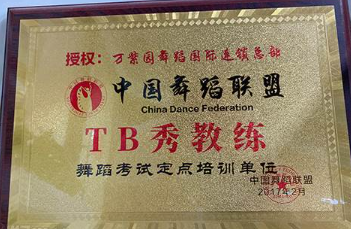 授权：万紫园舞蹈国际连锁总部
中国舞蹈联盟
China Dance Federation
TB秀教练
舞蹈考试定点培训单位
中国舞蹈联盟
2017年2月